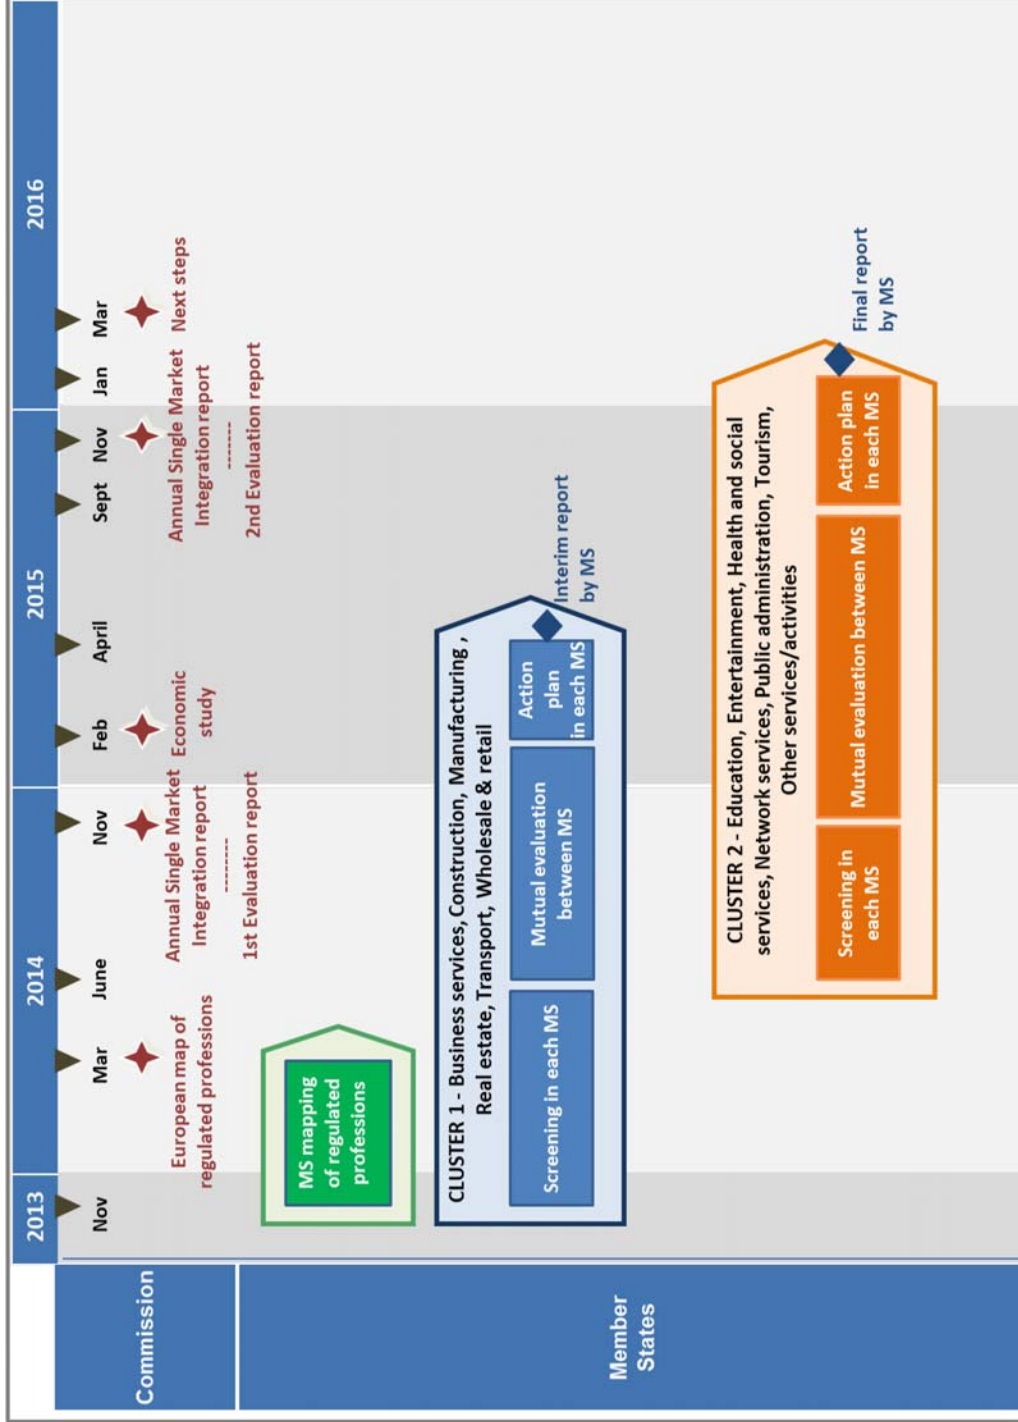 2013
2014
2015
2016
Nov
Mar
June
Nov
Feb
April
Sept
Nov
Jan
Mar
Commission
European map of
regulated professions
Annual Single Market
Integration report
--------
1st Evaluation report
Economic
study
Annual Single Market
Integration report
-------
2nd Evaluation report
Next steps
Member
States
MS mapping
of regulated
professions
CLUSTER 1 - Business services, Construction, Manufacturing ,
Real estate, Transport, Wholesale & retail
Screening in each MS
Mutual evaluation
between MS
Action
plan
in each MS
Interim report
by MS
CLUSTER 2 - Education, Entertainment, Health and social
services, Network services, Public administration, Tourism,
Other services/activities
Screening in
each MS
Mutual evaluation between MS
Action plan
in each MS
Final report
by MS